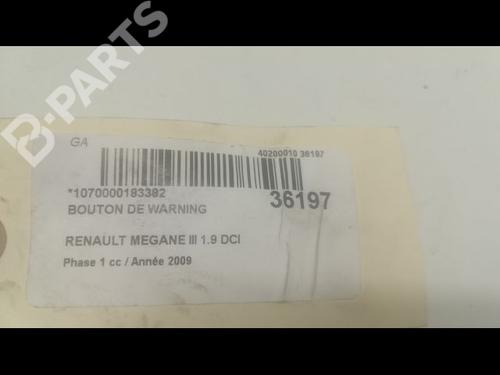 B-PARTS
GA
40200010 36197
*1070000183382
36197
BOUTON DE WARNING
RENAULT MEGANE III 1.9 DCI
Phase 1 cc / Année 2009